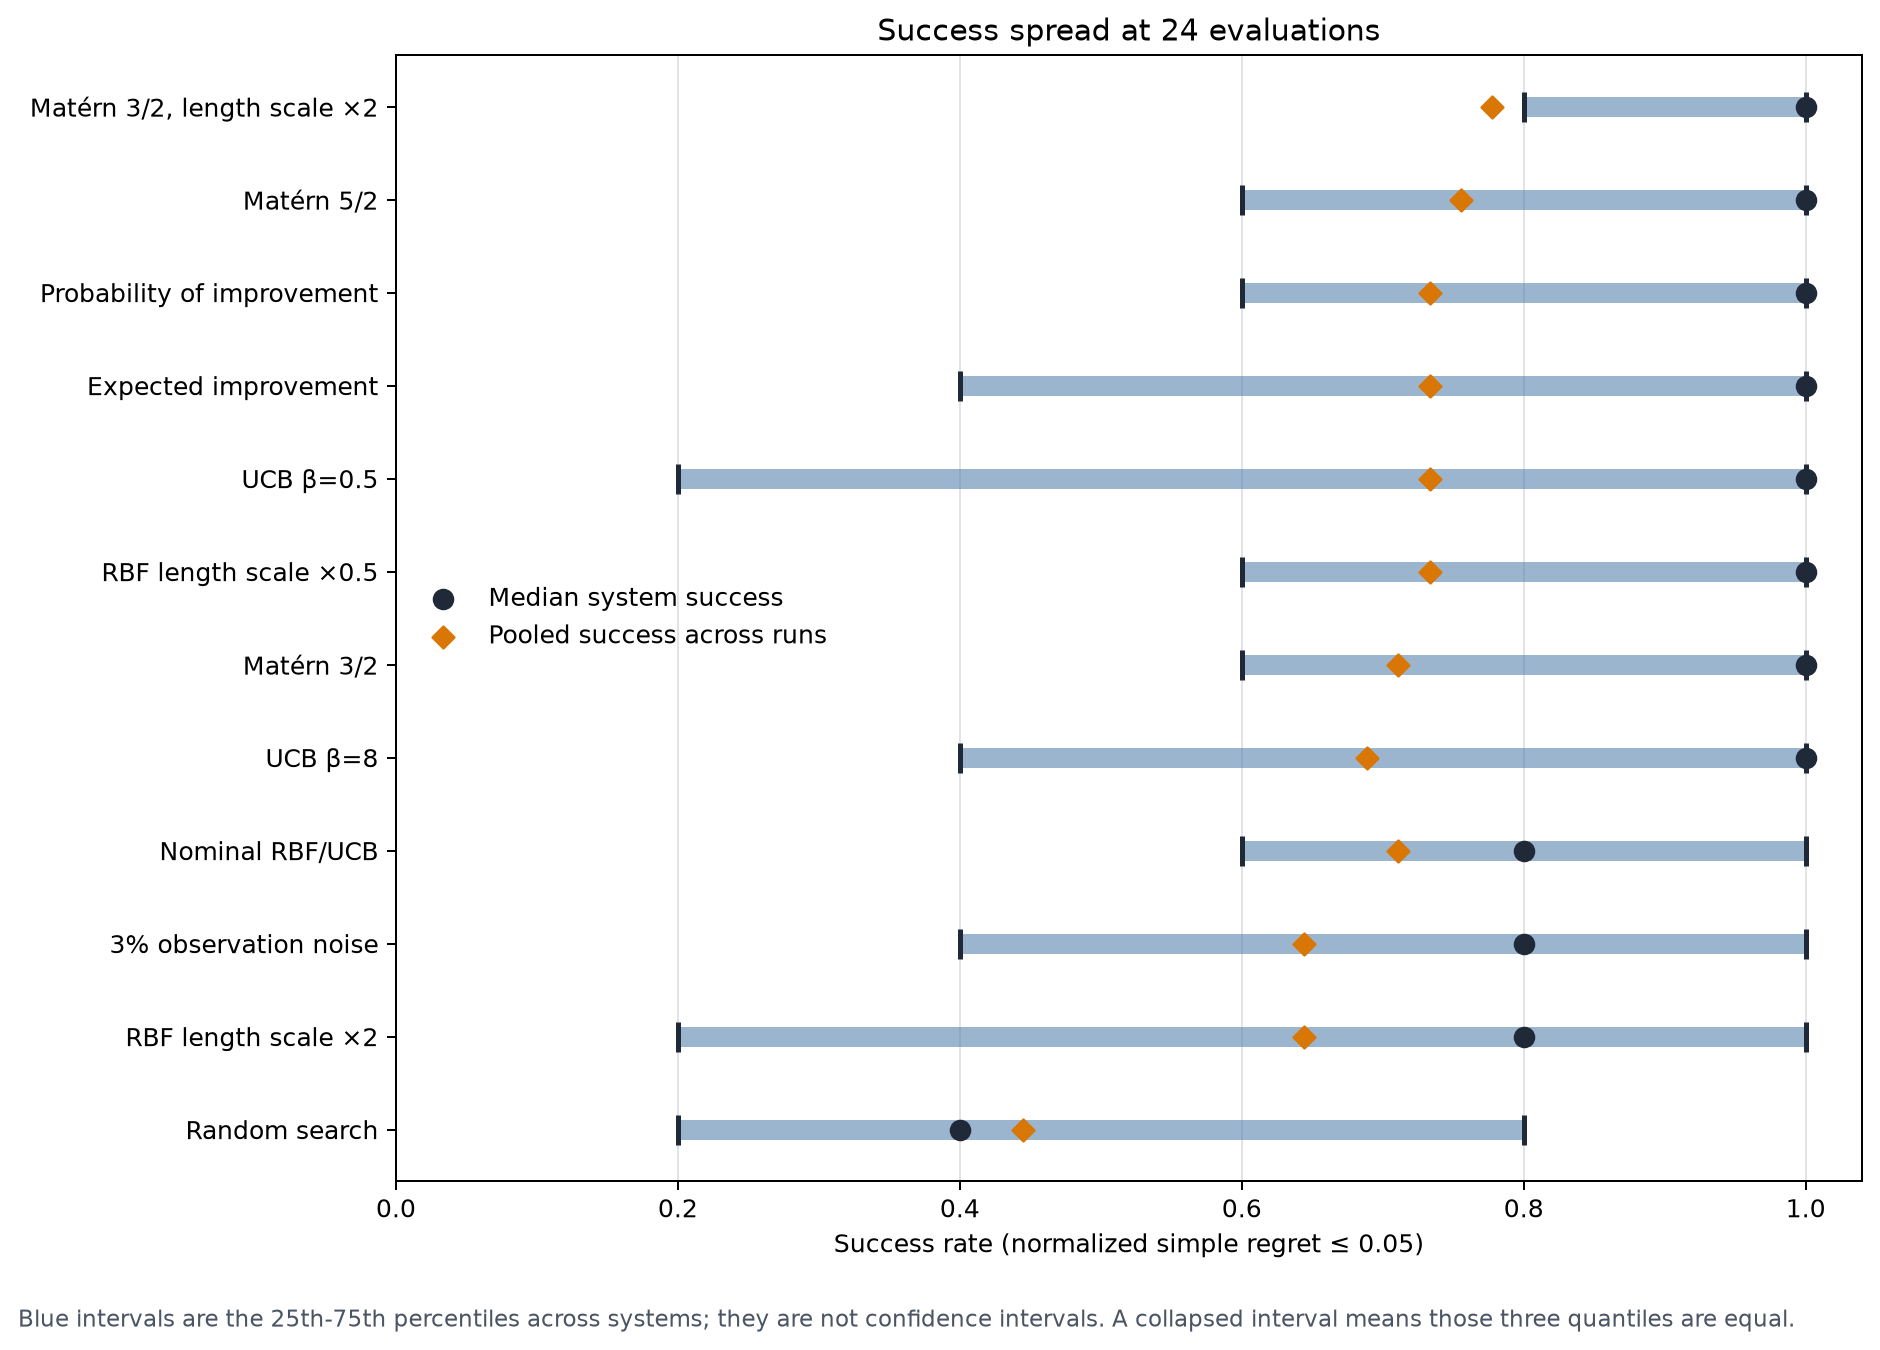 Success spread at 24 evaluations
Matérn 3/2, length scale ×2
Matérn 5/2
Probability of improvement
Expected improvement
UCB β=0.5
RBF length scale ×0.5
Median system success
Pooled success across runs
Matérn 3/2
UCB β=8
Nominal RBF/UCB
3% observation noise
RBF length scale ×2
Random search
0.0 0.2 0.4 0.6 0.8 1.0
Success rate (normalized simple regret ≤ 0.05)
Blue intervals are the 25th-75th percentiles across systems; they are not confidence intervals. A collapsed interval means those three quantiles are equal.